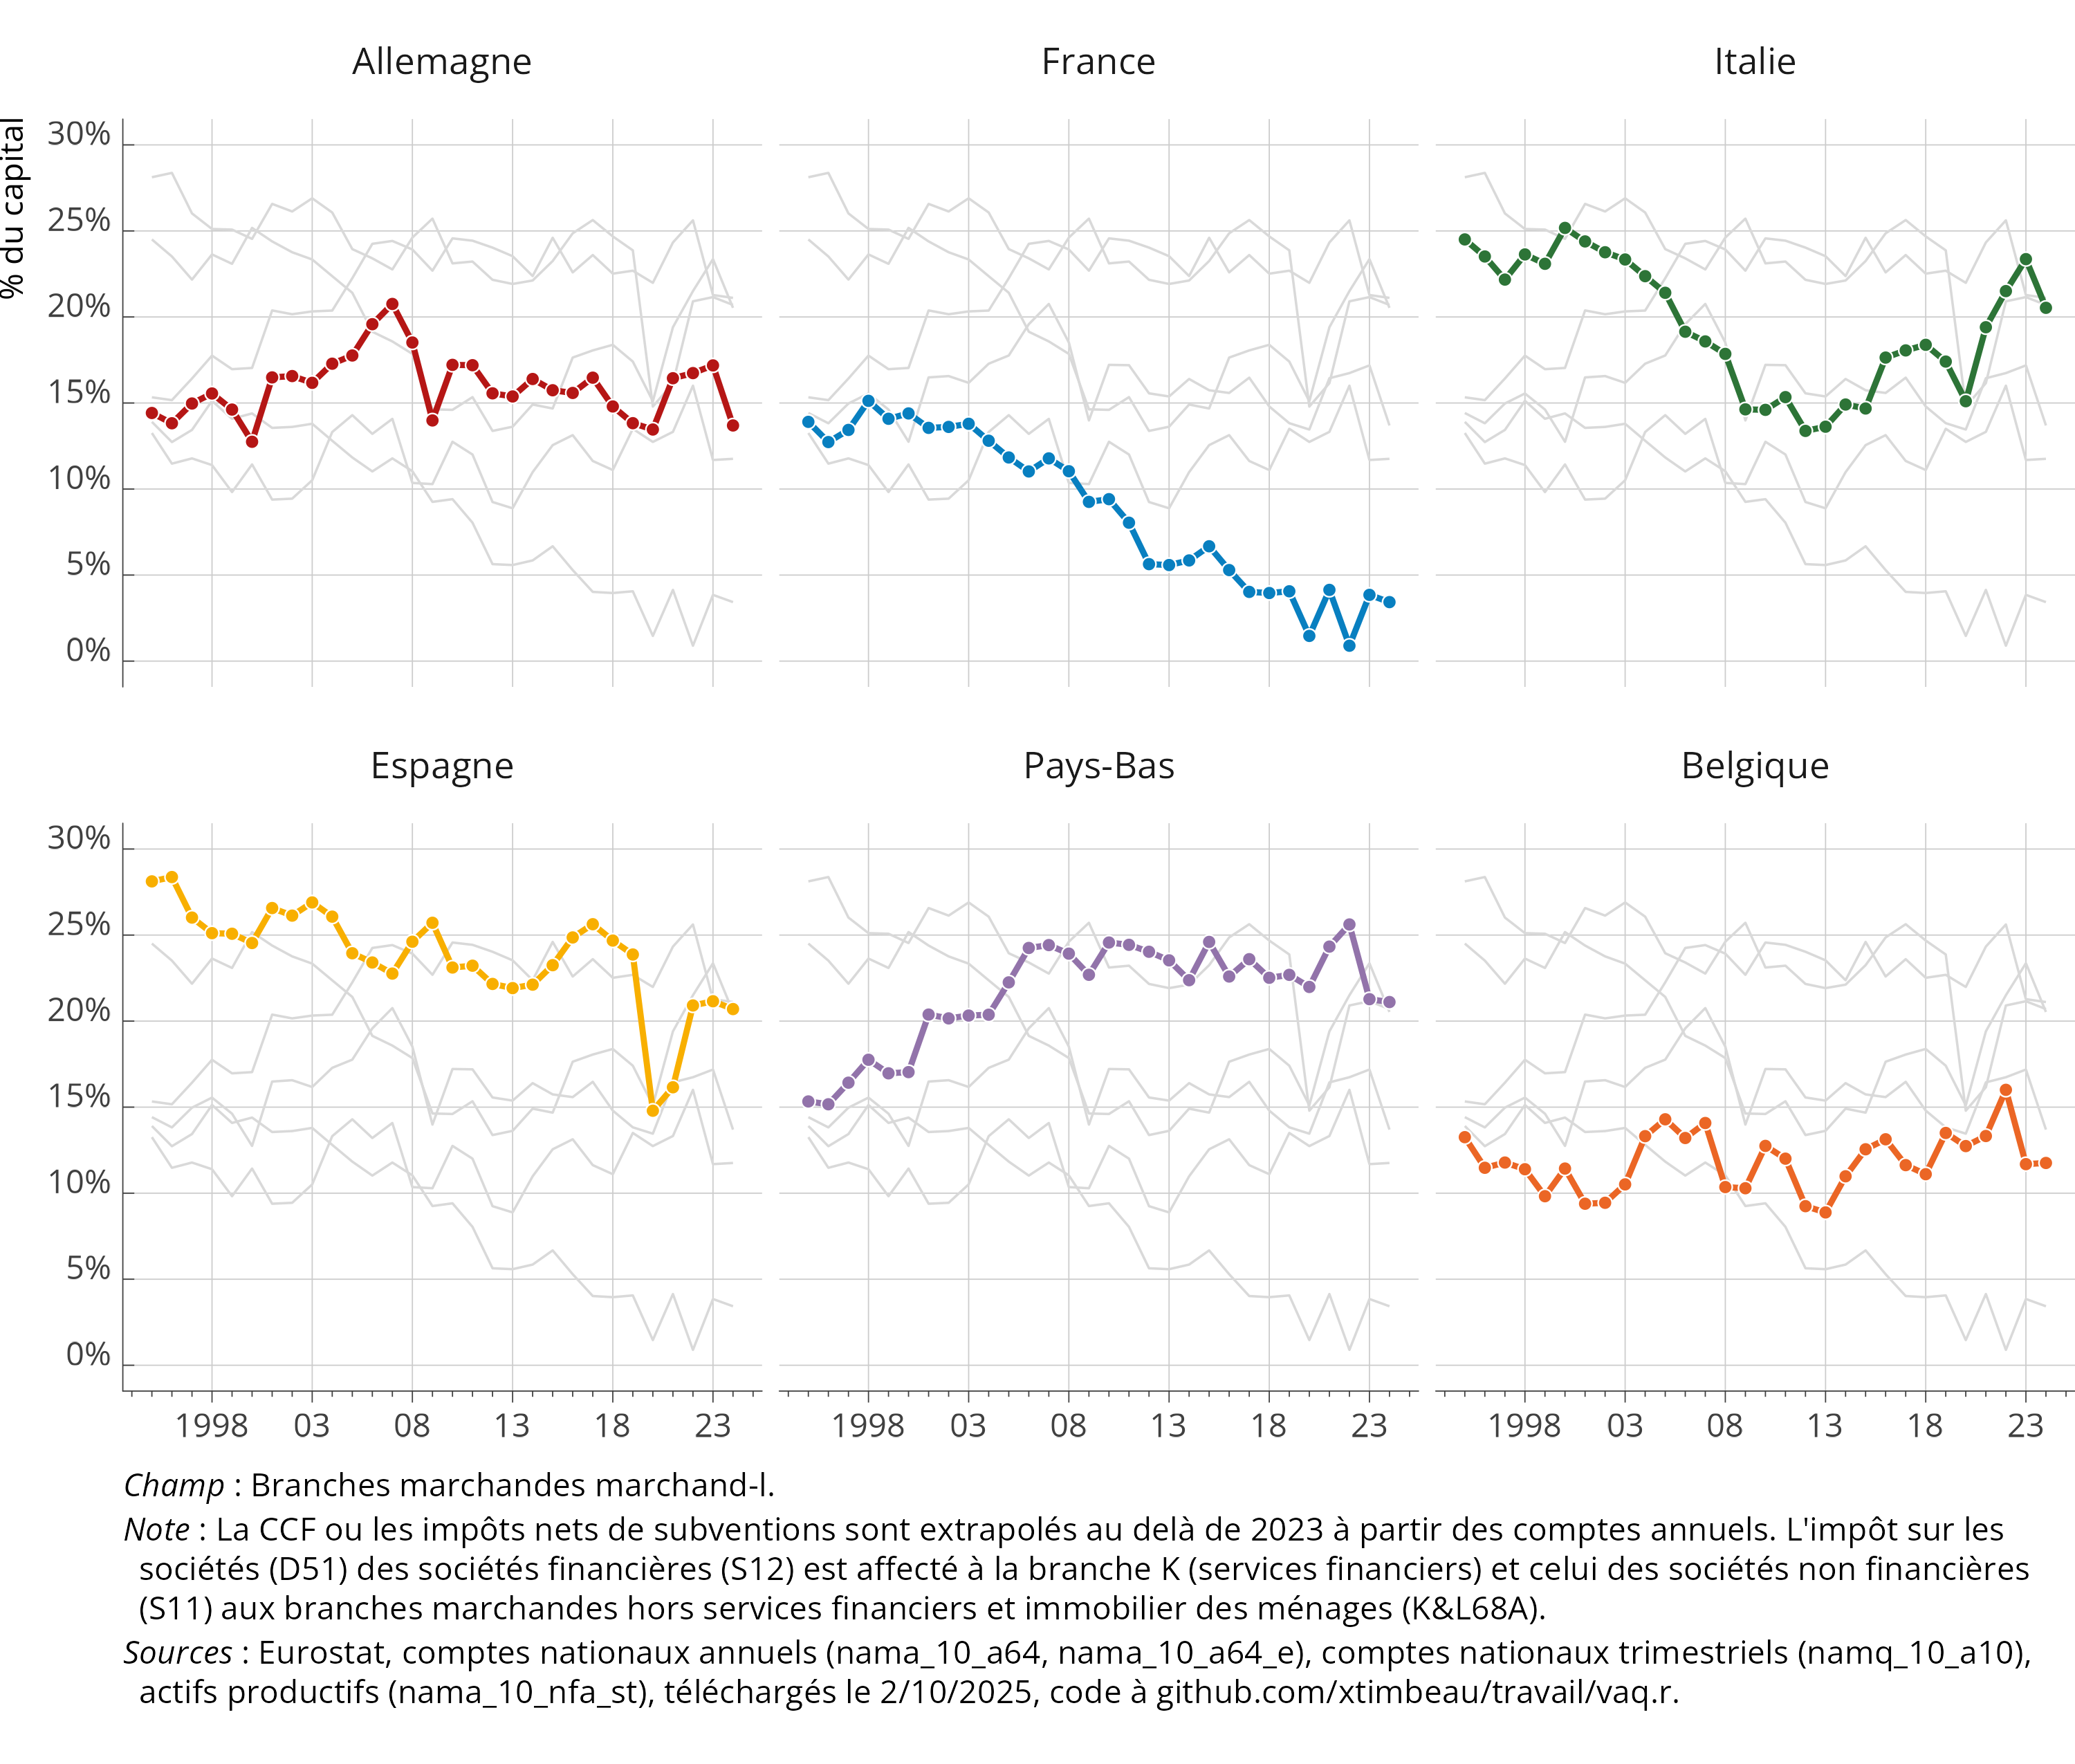 Allemagne
France
Italie
% du capital
30%
25%
20%
15%
10%
5%
0%
Espagne
Pays-Bas
Belgique
30%
25%
20%
15%
10%
5%
0%
1998 03 08 13 18 23
1998 03 08 13 18 23
1998 03 08 13 18 23
Champ : Branches marchandes marchand-l.
Note : La CCF ou les impôts nets de subventions sont extrapolés au delà de 2023 à partir des comptes annuels. L'impôt sur les
sociétés (D51) des sociétés financières (S12) est affecté à la branche K (services financiers) et celui des sociétés non financières
(S11) aux branches marchandes hors services financiers et immobilier des ménages (K&L68A).
Sources : Eurostat, comptes nationaux annuels (nama_10_a64, nama_10_a64_e), comptes nationaux trimestriels (namq_10_a10),
actifs productifs (nama_10_nfa_st), téléchargés le 2/10/2025, code à github.com/xtimbeau/travail/vaq.r.